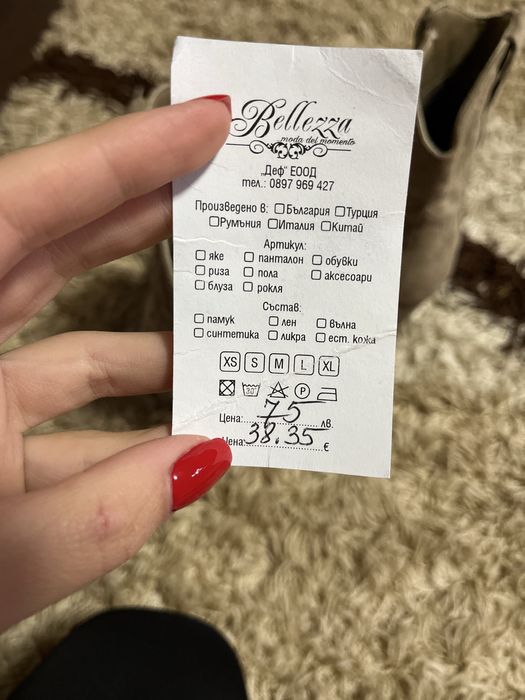 Bellezza
moda del momento
„Деф“ ЕООД
тел.: 0897 969 427
Произведено в: ☐България ☐Турция
☐Румъния ☐Италия ☐Китай
Артикул:
☐ яке ☐ панталон ☐ обувки
☐ риза ☐ пола ☐ аксесоари
☐ блуза ☐ рокля
Състав:
☐ памук ☐ лен ☐ вълна
☐ синтетика ☐ ликра ☐ ест. кожа
XS S M L XL
30° P
Цена: 75 лв.
Цена: 38.35 €